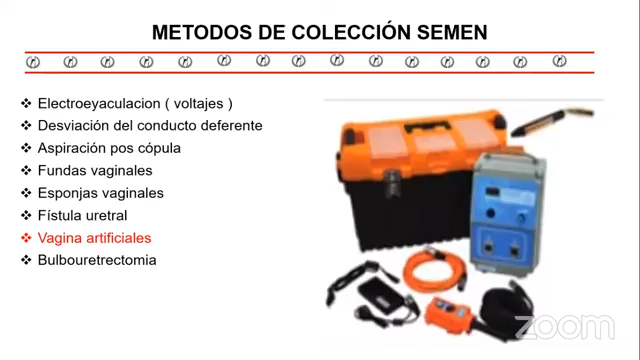 METODOS DE COLECCIÓN SEMEN
Electroeyaculacion ( voltajes )
Desviación del conducto deferente
Aspiración pos cópula
Fundas vaginales
Esponjas vaginales
Fístula uretral
Vagina artificiales
Bulbouretrectomia
zoom